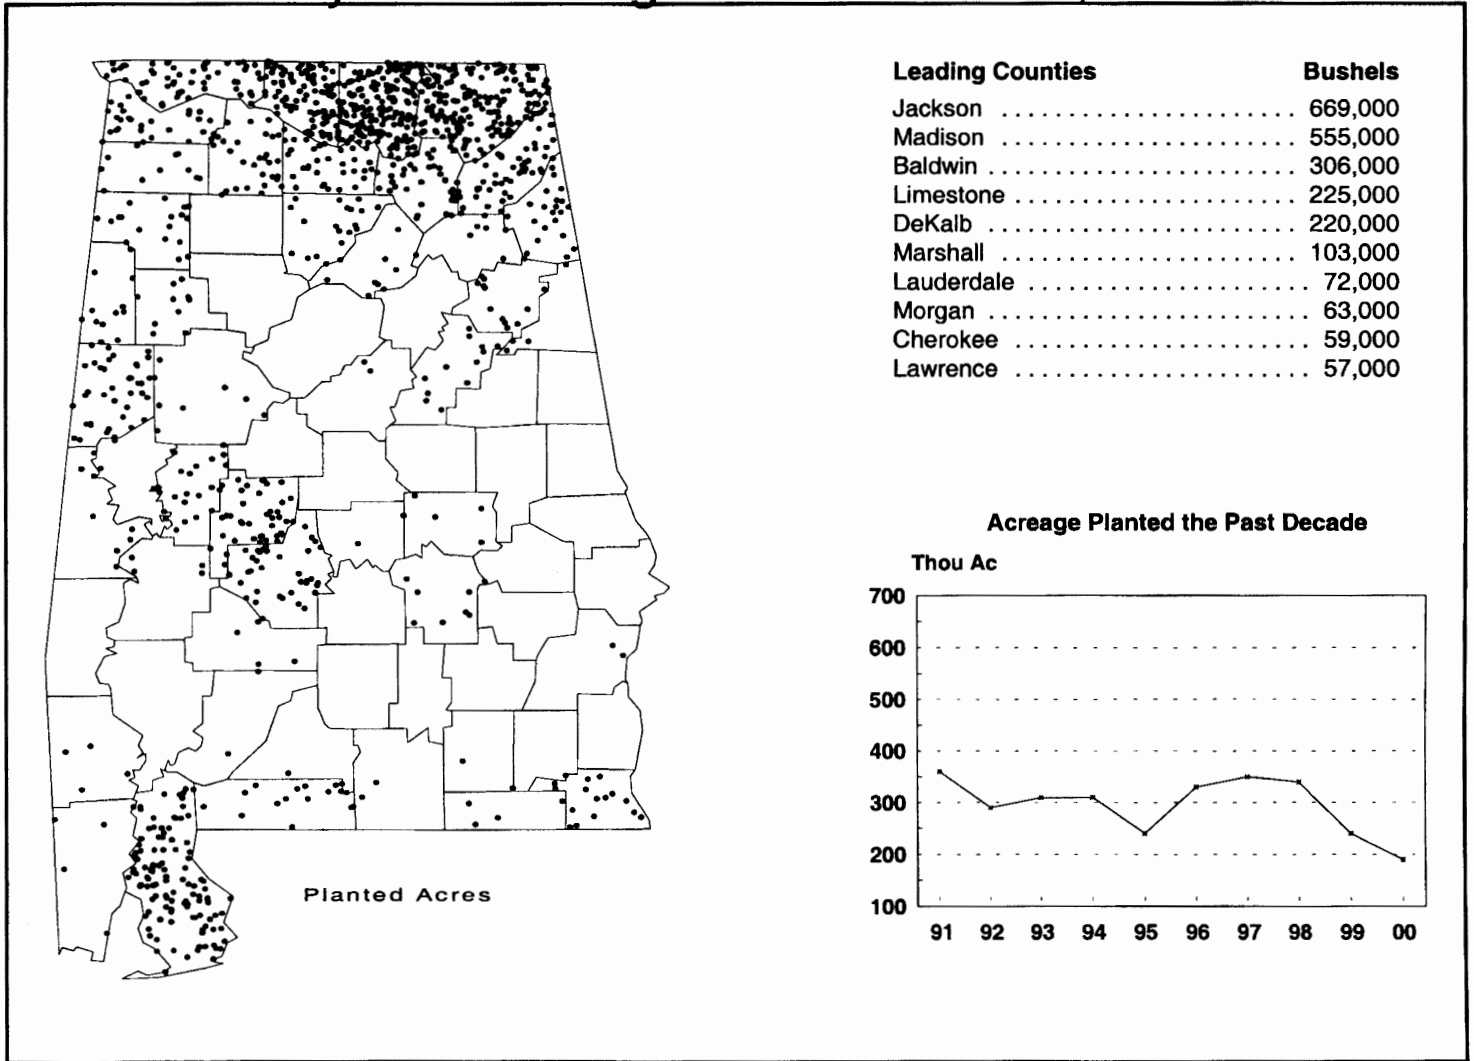 Leading Counties Bushels
Jackson ...................... 669,000
Madison ...................... 555,000
Baldwin ....................... 306,000
Limestone ..................... 225,000
DeKalb ....................... 220,000
Marshall ...................... 103,000
Lauderdale ..................... 72,000
Morgan ........................ 63,000
Cherokee ...................... 59,000
Lawrence ...................... 57,000
Acreage Planted the Past Decade
Thou Ac
700
600
500
400
300
200
100
91 92 93 94 95 96 97 98 99 00
Planted Acres